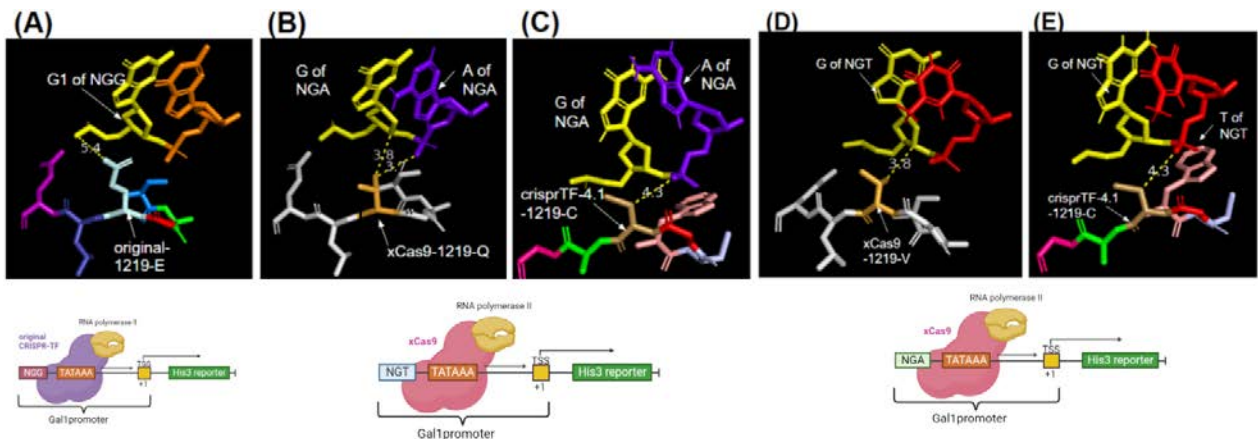 (A)
(B)
(C)
(D)
(E)
G1 of NGG
5.4
original-
1219-E
G of
NGA
A of
NGA
3.8
xCas9-1219-Q
A of
NGA
G of
NGA
4.3
crisprTF-4.1
-1219-C
G of NGT
3.8
xCas9
-1219-V
G of NGT
T of
NGT
4.3
crisprTF-4.1
-1219-C
RNA polymerase II
original
CRISPR-TF
NGG
TATAAA
TSS
+1
His3 reporter
Gal1promoter
RNA polymerase II
xCas9
NGT
TATAAA
TSS
+1
His3 reporter
Gal1promoter
RNA polymerase II
xCas9
NGA
TATAAA
TSS
+1
His3 reporter
Gal1promoter